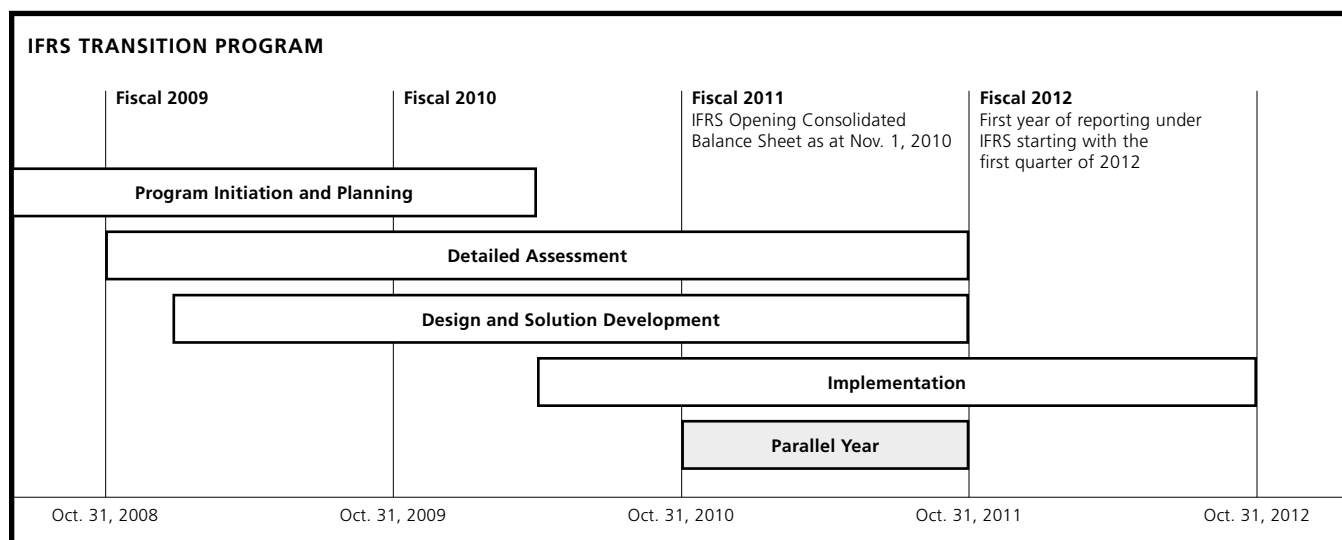 IFRS TRANSITION PROGRAM
Fiscal 2009
Fiscal 2010
Fiscal 2011
IFRS Opening Consolidated
Balance Sheet as at Nov. 1, 2010
Fiscal 2012
First year of reporting under
IFRS starting with the
first quarter of 2012
Program Initiation and Planning
Detailed Assessment
Design and Solution Development
Implementation
Parallel Year
Oct. 31, 2008
Oct. 31, 2009
Oct. 31, 2010
Oct. 31, 2011
Oct. 31, 2012